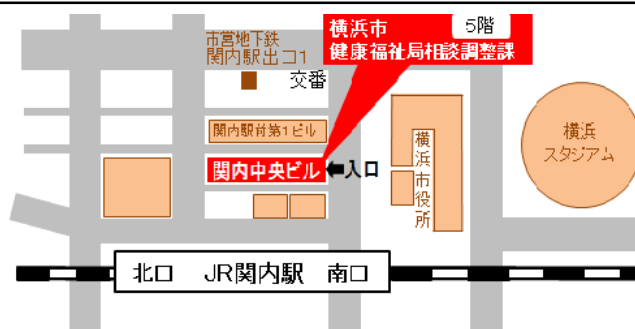 横浜市 5階
健康福祉局相談調整課
市営地下鉄
関内駅出口1
交番
関内駅前第1ビル
関内中央ビル
入口
横浜市役所
横浜
スタジアム
北口 JR関内駅 南口